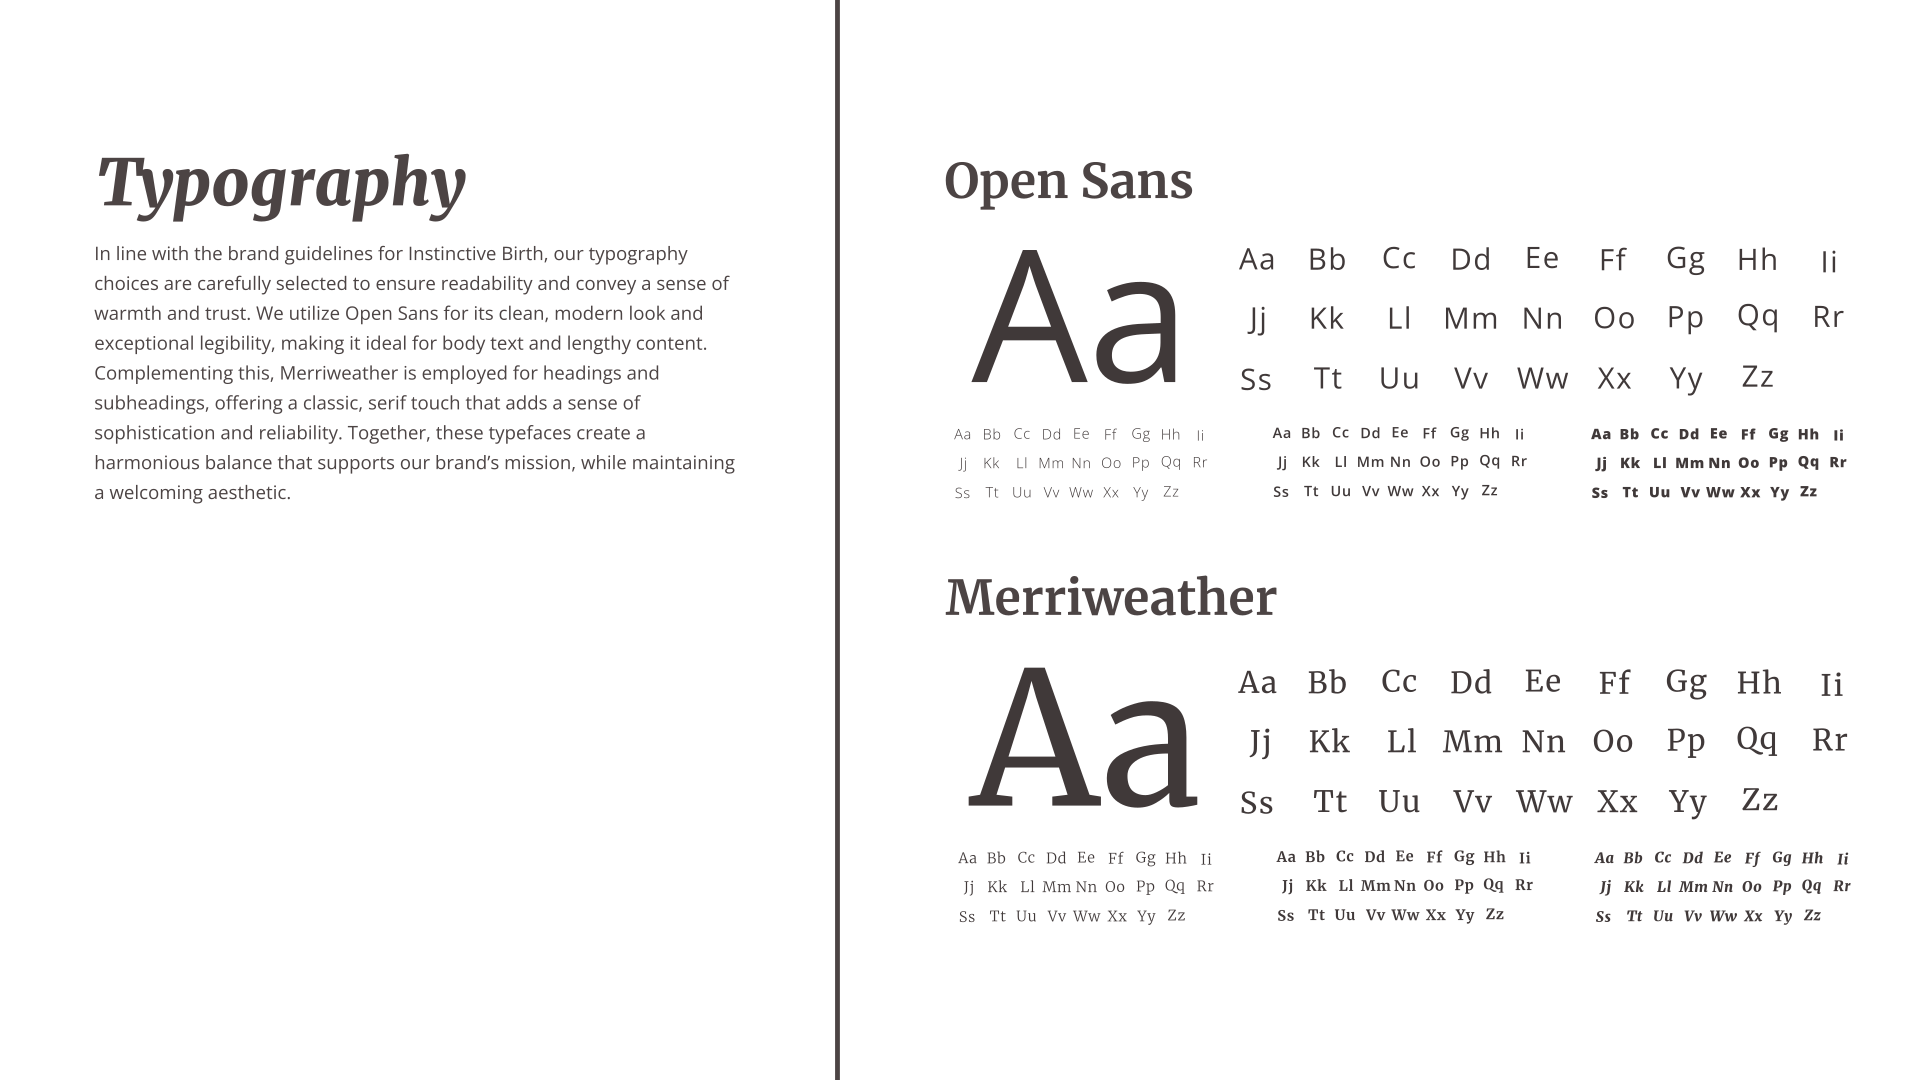 Typography
In line with the brand guidelines for Instinctive Birth, our typography
choices are carefully selected to ensure readability and convey a sense of
warmth and trust. We utilize Open Sans for its clean, modern look and
exceptional legibility, making it ideal for body text and lengthy content.
Complementing this, Merriweather is employed for headings and
subheadings, offering a classic, serif touch that adds a sense of
sophistication and reliability. Together, these typefaces create a
harmonious balance that supports our brand’s mission, while maintaining
a welcoming aesthetic.
Open Sans
Aa
Aa Bb Cc Dd Ee Ff Gg Hh Ii
Jj Kk Ll Mm Nn Oo Pp Qq Rr
Ss Tt Uu Vv Ww Xx Yy Zz
Aa Bb Cc Dd Ee Ff Gg Hh Ii
Jj Kk Ll Mm Nn Oo Pp Qq Rr
Ss Tt Uu Vv Ww Xx Yy Zz
Aa Bb Cc Dd Ee Ff Gg Hh Ii
Jj Kk Ll Mm Nn Oo Pp Qq Rr
Ss Tt Uu Vv Ww Xx Yy Zz
Aa Bb Cc Dd Ee Ff Gg Hh Ii
Jj Kk Ll Mm Nn Oo Pp Qq Rr
Ss Tt Uu Vv Ww Xx Yy Zz
Merriweather
Aa
Aa Bb Cc Dd Ee Ff Gg Hh Ii
Jj Kk Ll Mm Nn Oo Pp Qq Rr
Ss Tt Uu Vv Ww Xx Yy Zz
Aa Bb Cc Dd Ee Ff Gg Hh Ii
Jj Kk Ll Mm Nn Oo Pp Qq Rr
Ss Tt Uu Vv Ww Xx Yy Zz
Aa Bb Cc Dd Ee Ff Gg Hh Ii
Jj Kk Ll Mm Nn Oo Pp Qq Rr
Ss Tt Uu Vv Ww Xx Yy Zz
Aa Bb Cc Dd Ee Ff Gg Hh Ii
Jj Kk Ll Mm Nn Oo Pp Qq Rr
Ss Tt Uu Vv Ww Xx Yy Zz